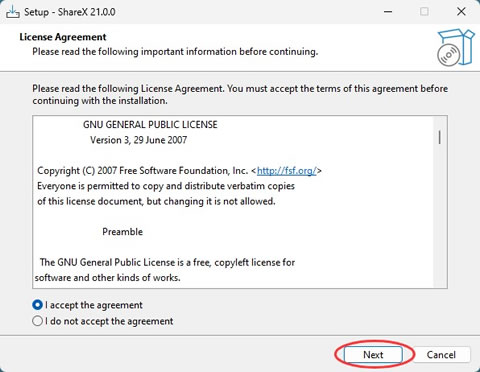 Setup - ShareX 21.0.0
License Agreement
Please read the following important information before continuing.
Please read the following License Agreement. You must accept the terms of this agreement before
continuing with the installation.
GNU GENERAL PUBLIC LICENSE
Version 3, 29 June 2007
Copyright (C) 2007 Free Software Foundation, Inc. <http://fsf.org/>
Everyone is permitted to copy and distribute verbatim copies
of this license document, but changing it is not allowed.
Preamble
The GNU General Public License is a free, copyleft license for
software and other kinds of works.
I accept the agreement
I do not accept the agreement
Next Cancel